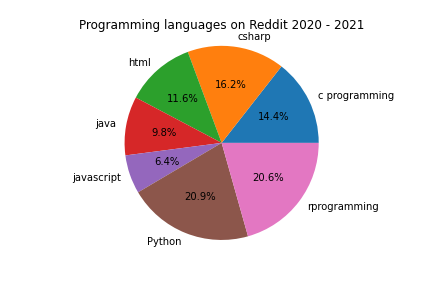 Programming languages on Reddit 2020 - 2021
csharp
html
16.2%
c programming
11.6%
14.4%
java
9.8%
6.4%
javascript
20.6%
20.9%
rprogramming
Python